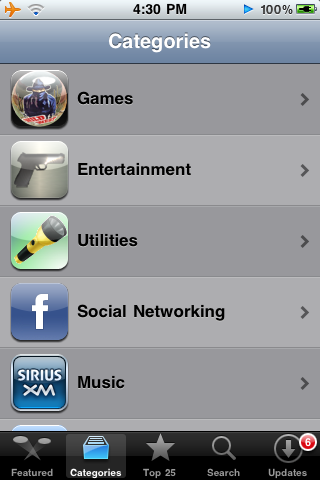 4:30 PM
100%
Categories
Games
Entertainment
Utilities
f
Social Networking
SIRIUS
XM
Music
6
Featured
Categories
Top 25
Search
Updates